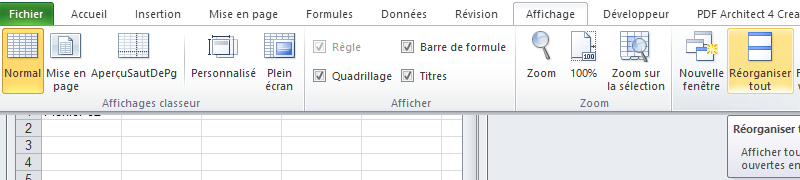 Fichier Accueil Insertion Mise en page Formules Données Révision Affichage Développeur PDF Architect 4 Crea
Normal Mise en page AperçuSautDePg Personnalisé Plein écran
Affichages classeur
Règle Barre de formule
Quadrillage Titres
Afficher
Zoom 100% Zoom sur la sélection
Zoom
Nouvelle fenêtre Réorganiser tout
2
3
4
5
Réorganiser t
Afficher tou
ouvertes en